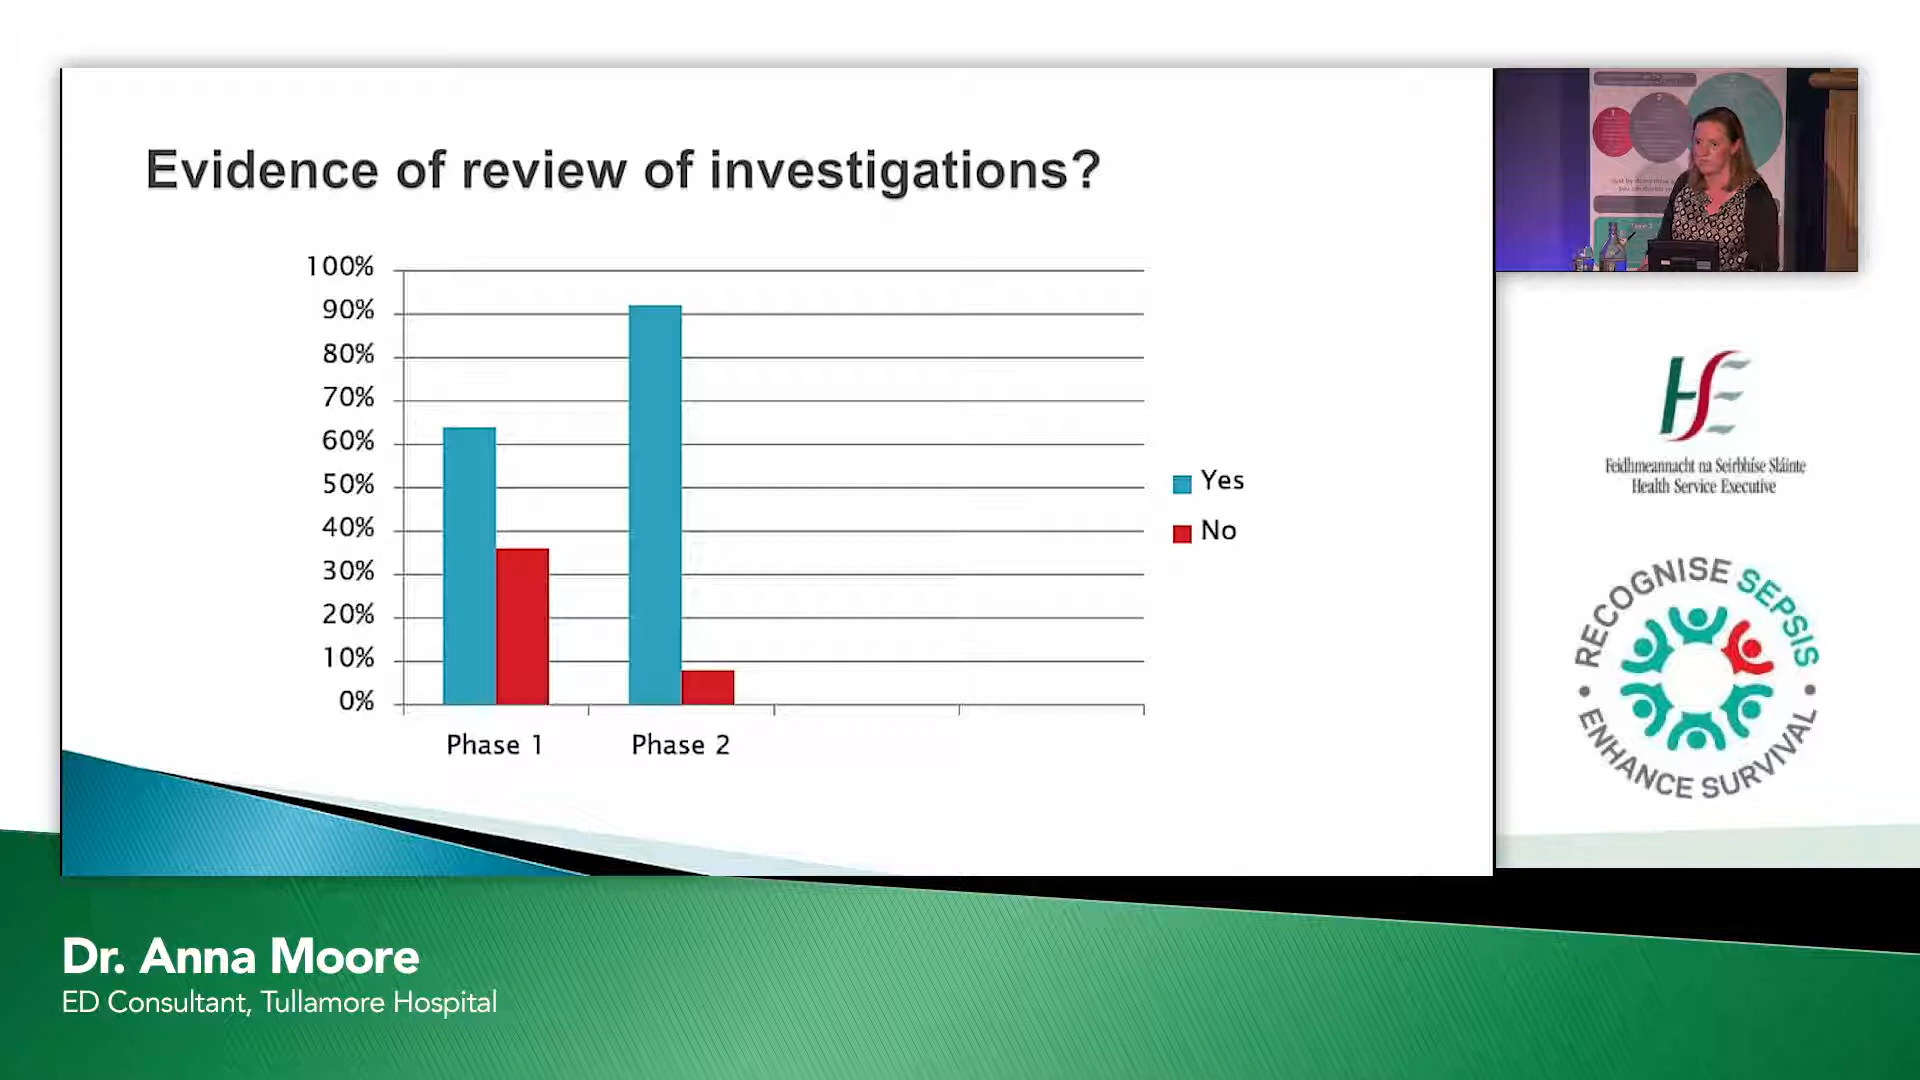 Evidence of review of investigations?
100%
90%
80%
70%
60%
50%
40%
30%
20%
10%
0%
Phase 1
Phase 2
Yes
No
Feidhmeannacht na Seirbhíse Sláinte
Health Service Executive
RECOGNISE SEPSIS
• ENHANCE SURVIVAL •
Dr. Anna Moore
ED Consultant, Tullamore Hospital